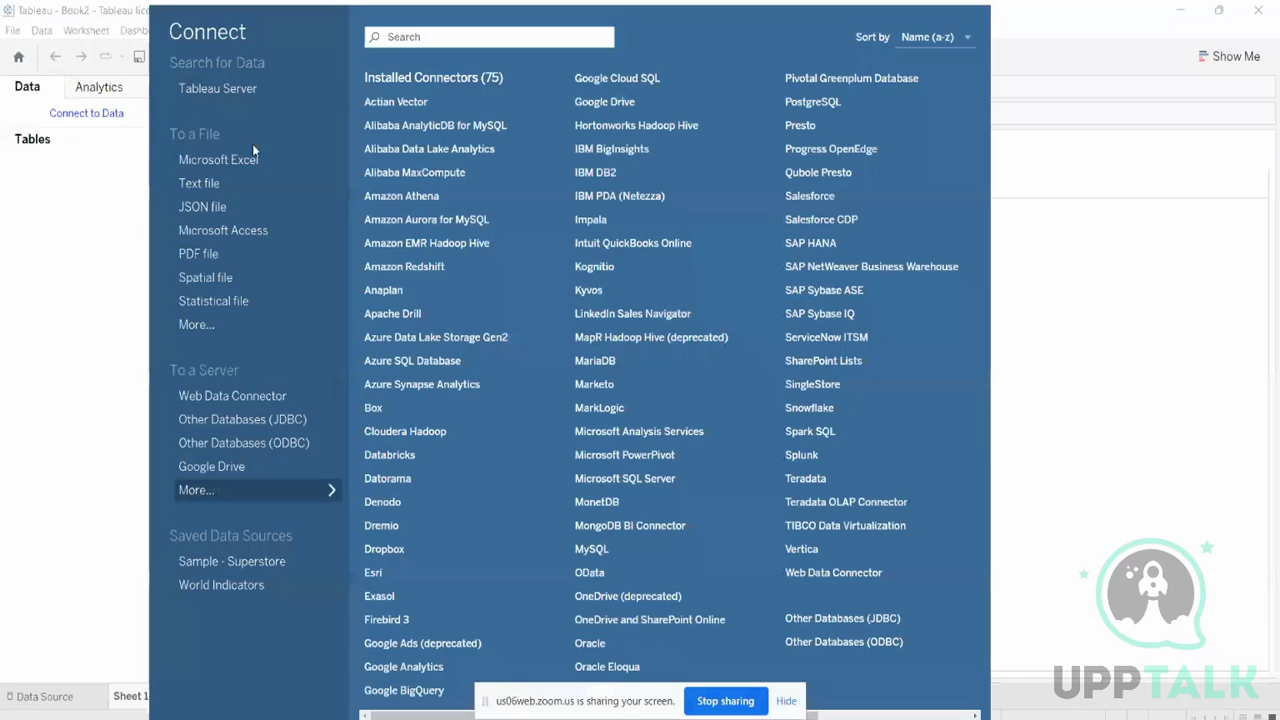 Tableau - Book2 - Tableau lice
File Data Worksheet Dashb
Show Me
Data Analytics
Connect to Data
Tables
Data Source Sheet 1
Connect
Search for Data
Tableau Server
To a File
Microsoft Excel
Text file
JSON file
Microsoft Access
PDF file
Spatial file
Statistical file
More...
To a Server
Web Data Connector
Other Databases (JDBC)
Other Databases (ODBC)
Google Drive
More...
Saved Data Sources
Sample - Superstore
World Indicators
Search
Sort by Name (a-z)
Installed Connectors (75)
Actian Vector
Alibaba AnalyticDB for MySQL
Alibaba Data Lake Analytics
Alibaba MaxCompute
Amazon Athena
Amazon Aurora for MySQL
Amazon EMR Hadoop Hive
Amazon Redshift
Anaplan
Apache Drill
Azure Data Lake Storage Gen2
Azure SQL Database
Azure Synapse Analytics
Box
Cloudera Hadoop
Databricks
Datorama
Denodo
Dremio
Dropbox
Esri
Exasol
Firebird 3
Google Ads (deprecated)
Google Analytics
Google BigQuery
Google Cloud SQL
Google Drive
Hortonworks Hadoop Hive
IBM BigInsights
IBM DB2
IBM PDA (Netezza)
Impala
Intuit QuickBooks Online
Kognitio
Kyvos
LinkedIn Sales Navigator
MapR Hadoop Hive (deprecated)
MariaDB
Marketo
MarkLogic
Microsoft Analysis Services
Microsoft PowerPivot
Microsoft SQL Server
MonetDB
MongoDB BI Connector
MySQL
OData
OneDrive (deprecated)
OneDrive and SharePoint Online
Oracle
Oracle Eloqua
Pivotal Greenplum Database
PostgreSQL
Presto
Progress OpenEdge
Qubole Presto
Salesforce
Salesforce CDP
SAP HANA
SAP NetWeaver Business Warehouse
SAP Sybase ASE
SAP Sybase IQ
ServiceNow ITSM
SharePoint Lists
SingleStore
Snowflake
Spark SQL
Splunk
Teradata
Teradata OLAP Connector
TIBCO Data Virtualization
Vertica
Web Data Connector
Other Databases (JDBC)
Other Databases (ODBC)
us06web.zoom.us is sharing your screen. Stop sharing Hide
UPPTALK